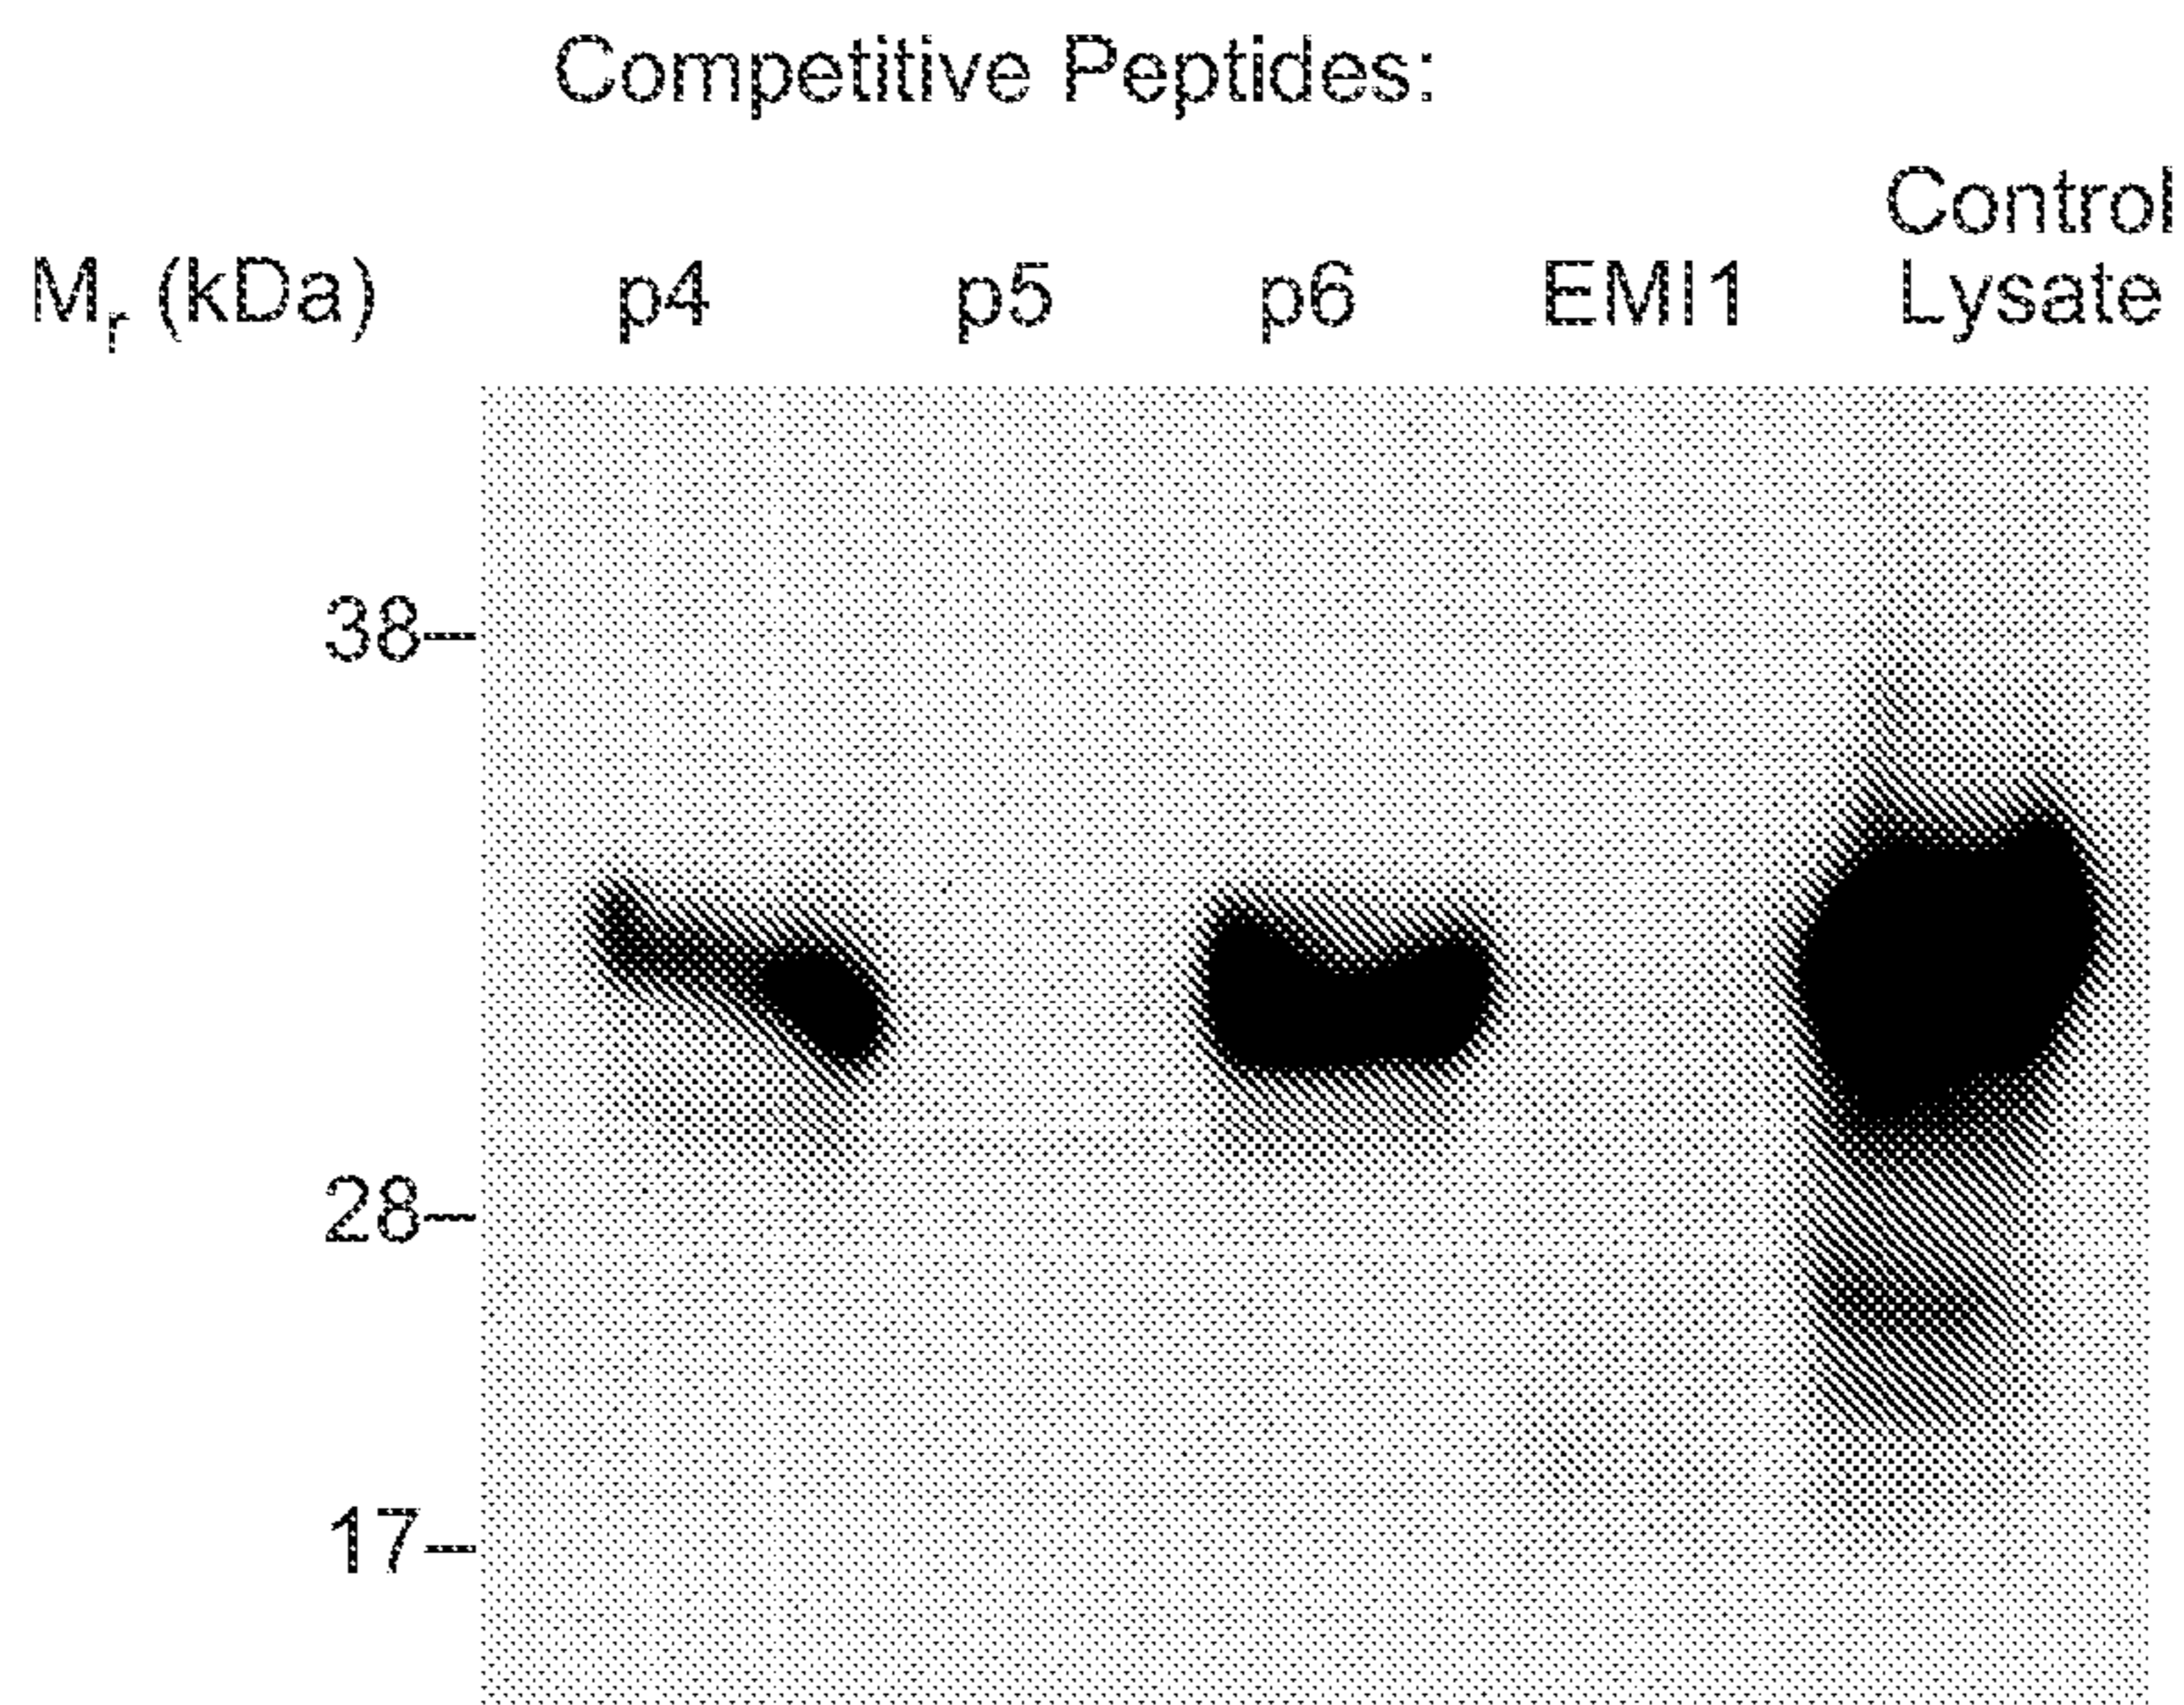 Competitive Peptides:
Control
Mr (kDa) p4 p5 p6 EMI1 Lysate
38
28
17